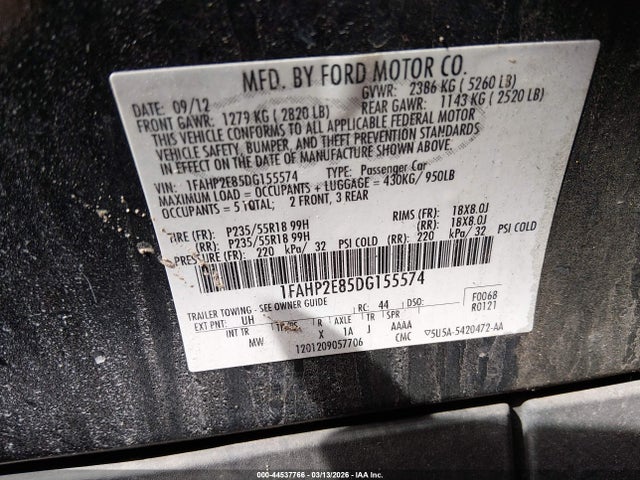 MFD. BY FORD MOTOR CO.
DATE: 09/12 GVWR: 2386 KG ( 5260 LB)
FRONT GAWR: 1279 KG ( 2820 LB) REAR GAWR: 1143 KG ( 2520 LB)
THIS VEHICLE CONFORMS TO ALL APPLICABLE FEDERAL MOTOR
VEHICLE SAFETY, BUMPER, AND THEFT PREVENTION STANDARDS
IN EFFECT ON THE DATE OF MANUFACTURE SHOWN ABOVE.
VIN: 1FAHP2E85DG155574 TYPE: Passenger Car
MAXIMUM LOAD = OCCUPANTS + LUGGAGE = 430KG/ 950LB
OCCUPANTS = 5 TOTAL: 2 FRONT, 3 REAR
TIRE (FR): P235/55R18 99H RIMS (FR): 18X8.0J
(RR): P235/55R18 99H (RR): 18X8.0J
PRESSURE (FR): 220 kPa/ 32 PSI COLD (RR): 220 kPa/ 32 PSI COLD
1FAHP2E85DG155574
TRAILER TOWING - SEE OWNER GUIDE F0068
EXT PNT: UH RC: 44 DSO: R0121
INT TR R AXLE TR SPR
MW X 1A J AAAA
1201209057706 CMC 5U5A-5420472-AA
000-44537766 - 03/13/2026 - IAA Inc.